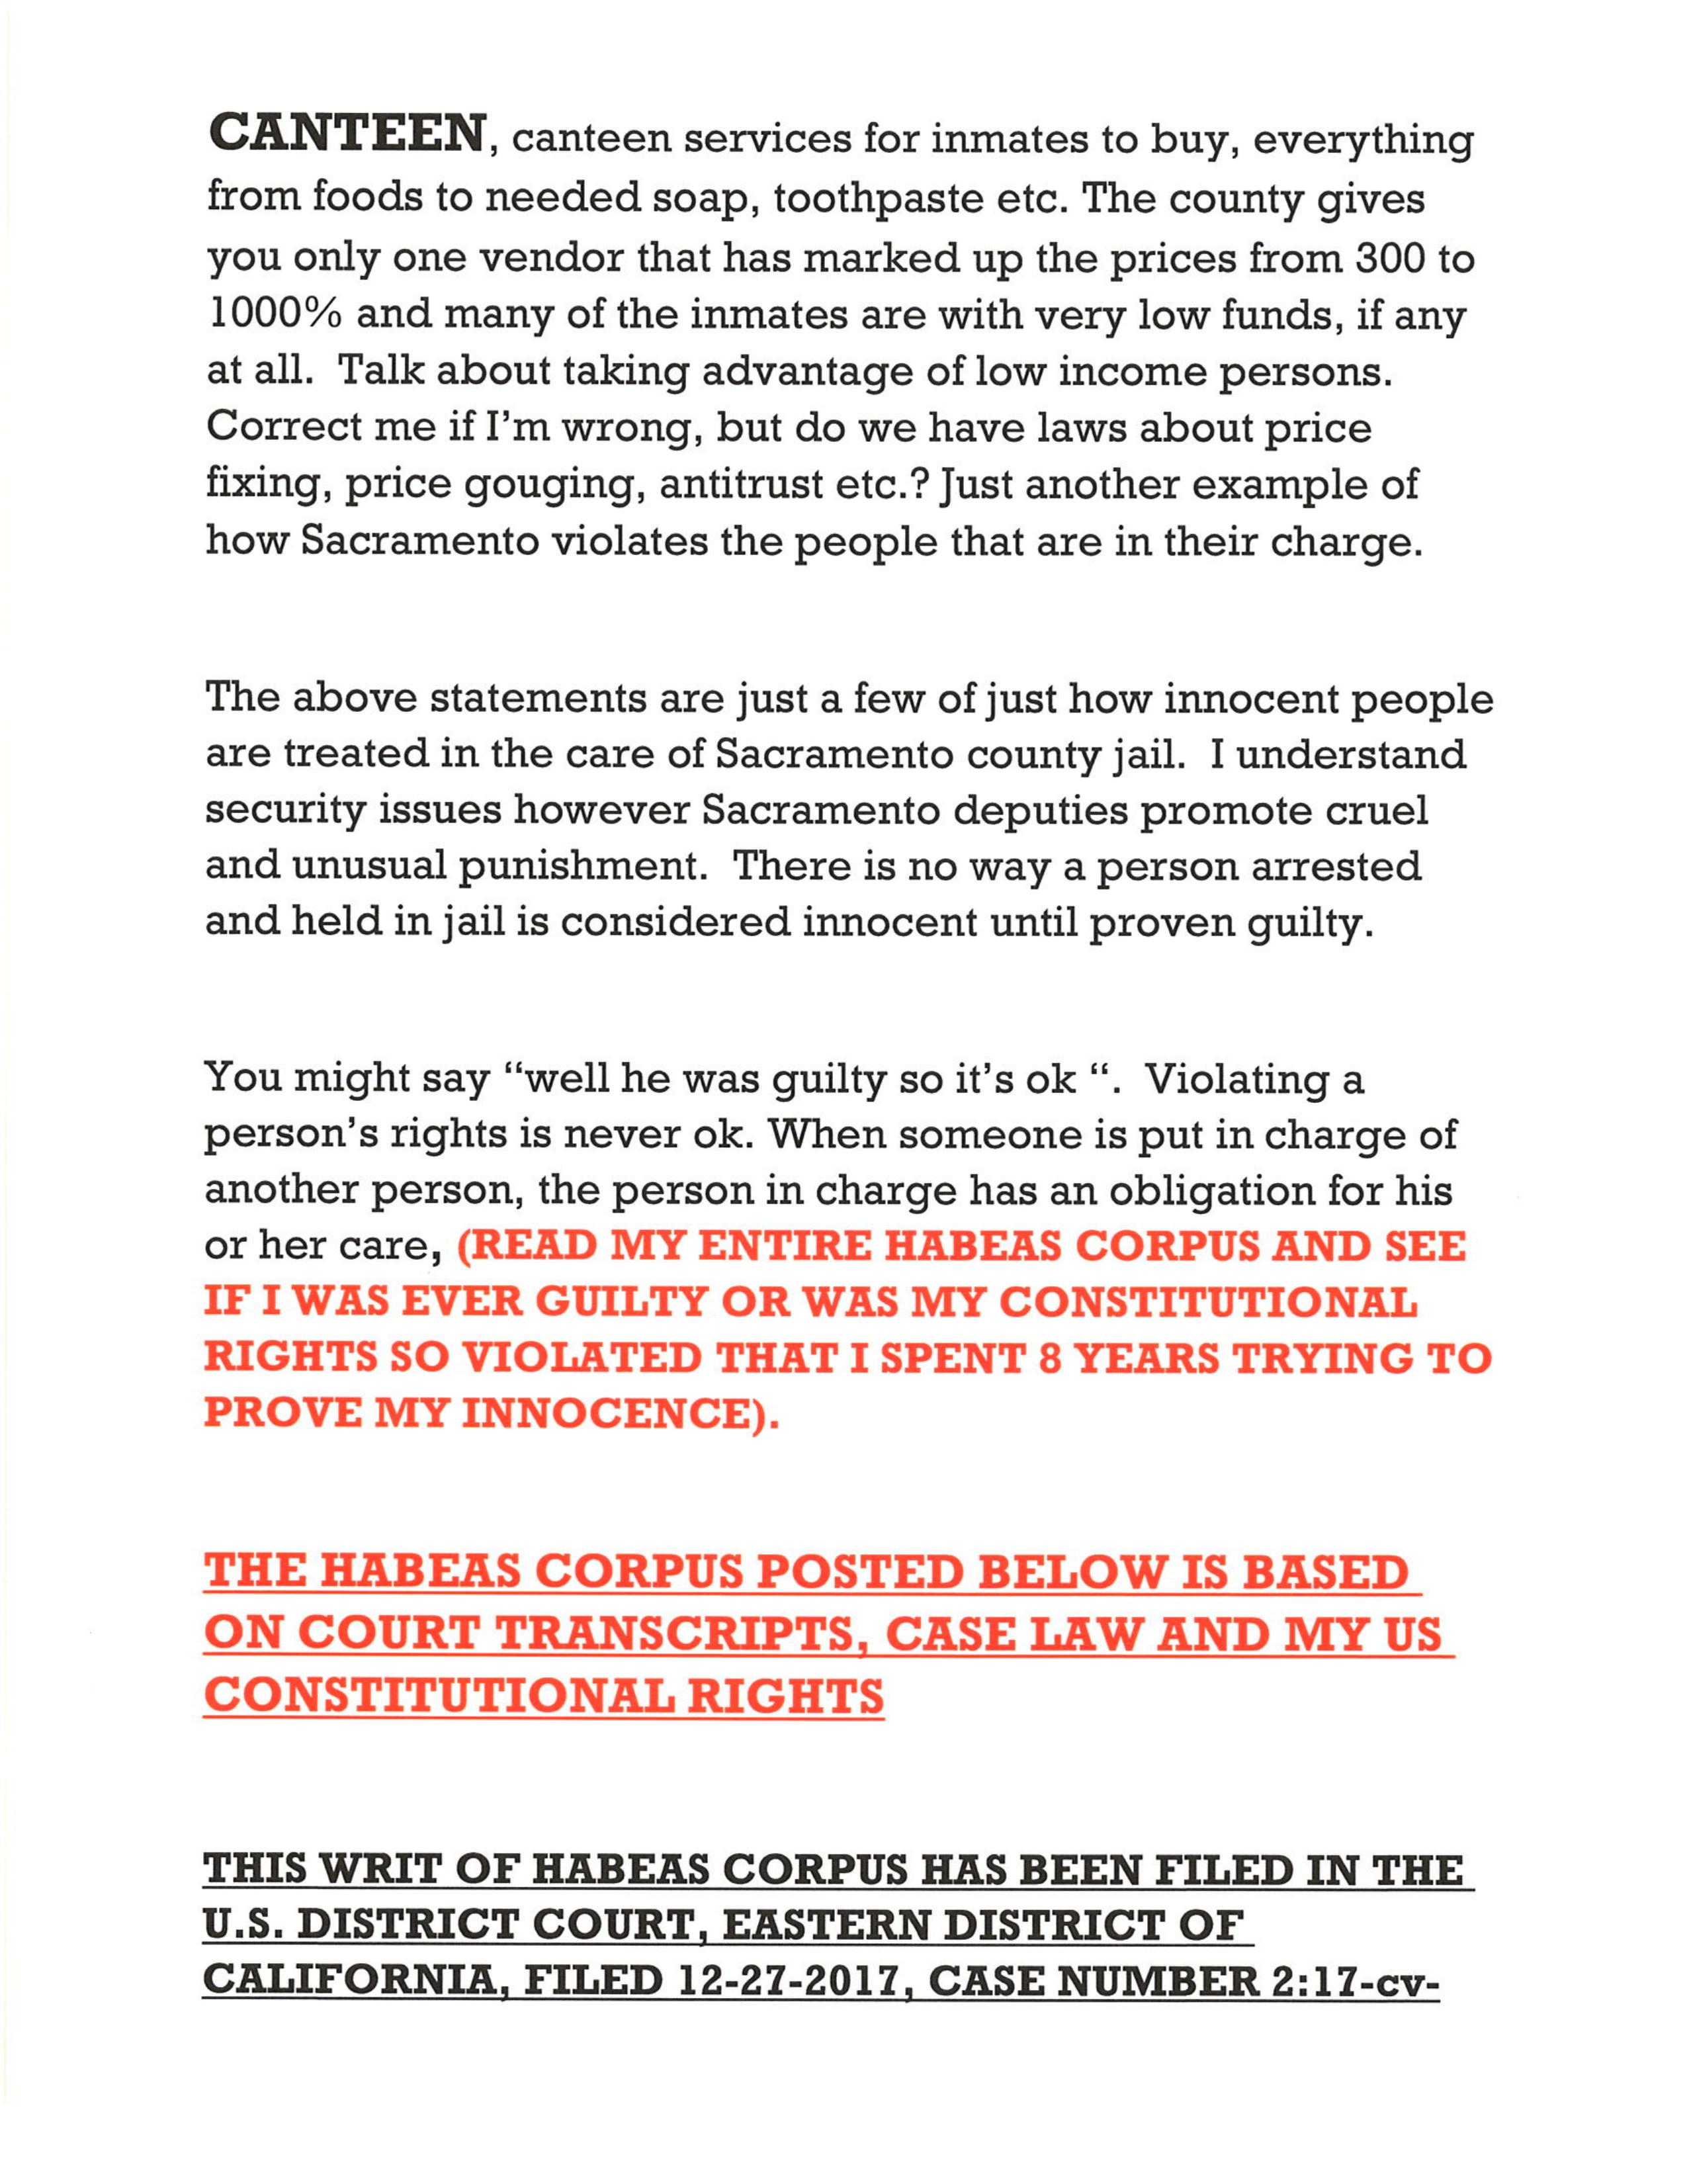 CANTEEN, canteen services for inmates to buy, everything
from foods to needed soap, toothpaste etc. The county gives
you only one vendor that has marked up the prices from 300 to
1000% and many of the inmates are with very low funds, if any
at all.  Talk about taking advantage of low income persons.
Correct me if I'm wrong, but do we have laws about price
fixing, price gouging, antitrust etc.? Just another example of
how Sacramento violates the people that are in their charge.
The above statements are just a few of just how innocent people
are treated in the care of Sacramento county jail.  I understand
security issues however Sacramento deputies promote cruel
and unusual punishment.  There is no way a person arrested
and held in jail is considered innocent until proven guilty.
You might say “well he was guilty so it's ok “.  Violating a
person's rights is never ok. When someone is put in charge of
another person, the person in charge has an obligation for his
or her care, (READ MY ENTIRE HABEAS CORPUS AND SEE
IF I WAS EVER GUILTY OR WAS MY CONSTITUTIONAL
RIGHTS SO VIOLATED THAT I SPENT 8 YEARS TRYING TO
PROVE MY INNOCENCE).
THE HABEAS CORPUS POSTED BELOW IS BASED
ON COURT TRANSCRIPTS, CASE LAW AND MY US
CONSTITUTIONAL RIGHTS
THIS WRIT OF HABEAS CORPUS HAS BEEN FILED IN THE
U.S. DISTRICT COURT, EASTERN DISTRICT OF
CALIFORNIA, FILED 12-27-2017, CASE NUMBER 2:17-cv-